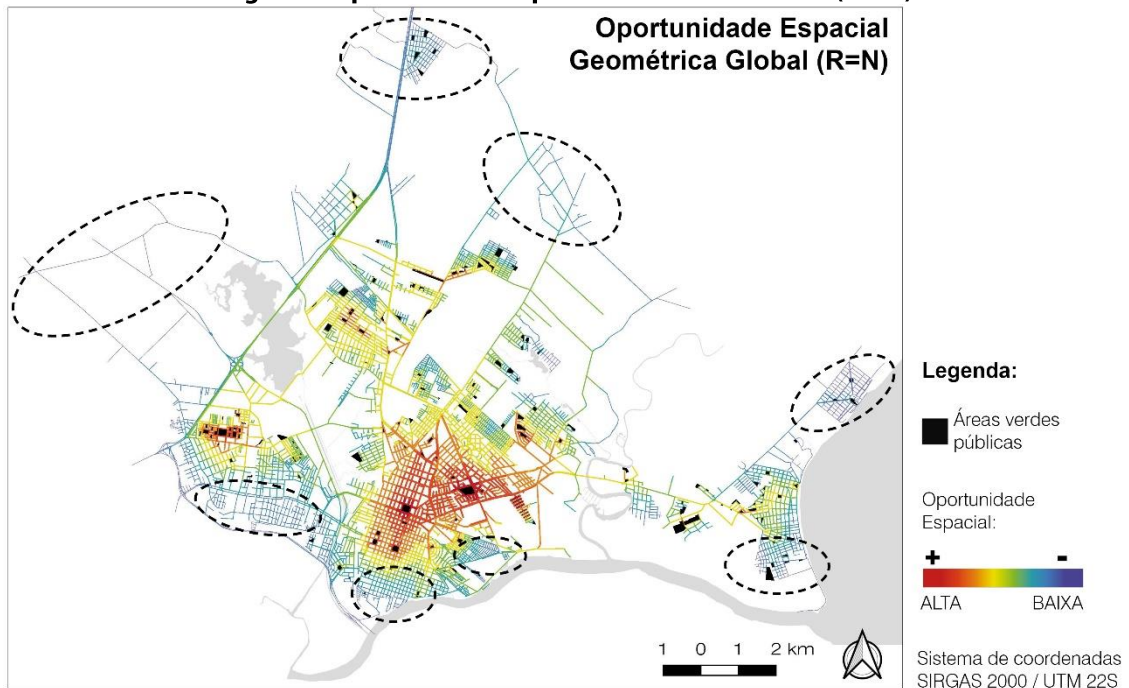 Oportunidade Espacial
Geométrica Global (R=N)
Legenda:
Áreas verdes
públicas
Oportunidade
Espacial:
+ -
ALTA BAIXA
1 0 1 2 km
Sistema de coordenadas
SIRGAS 2000 / UTM 22S